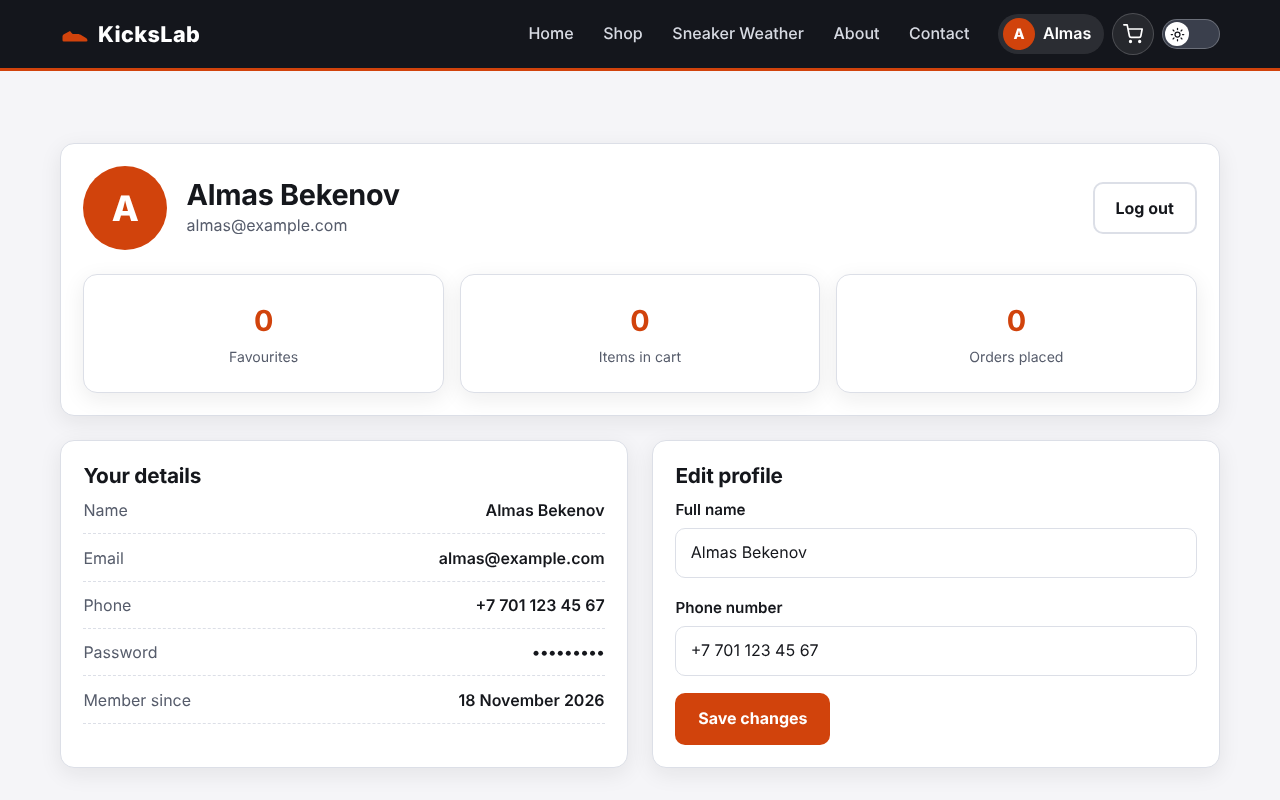 KicksLab
Home Shop Sneaker Weather About Contact A Almas
A
Almas Bekenov
almas@example.com
Log out
0 0 0
Favourites Items in cart Orders placed
Your details
Name Almas Bekenov
Email almas@example.com
Phone +7 701 123 45 67
Password •••••••••
Member since 18 November 2026
Edit profile
Full name
Almas Bekenov
Phone number
+7 701 123 45 67
Save changes